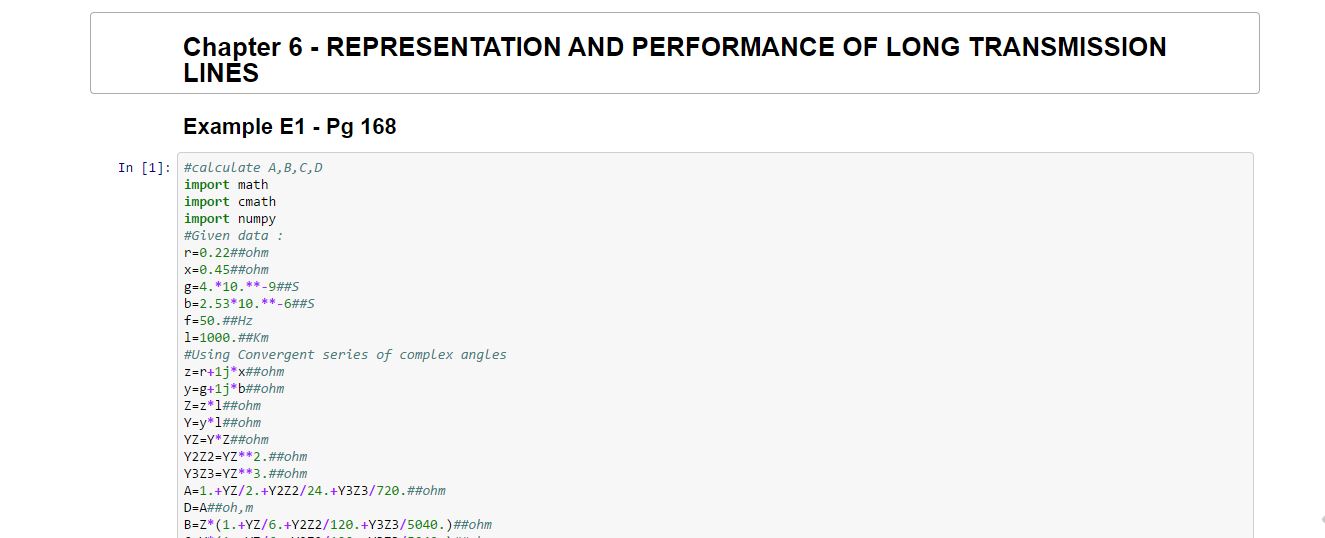 Chapter 6 - REPRESENTATION AND PERFORMANCE OF LONG TRANSMISSION
LINES
Example E1 - Pg 168
In [1]: #calculate A,B,C,D
import math
import cmath
import numpy
#Given data :
r=0.22##ohm
x=0.45##ohm
g=4.*10.**-9##S
b=2.53*10.**-6##S
f=50.##Hz
l=1000.##Km
#Using Convergent series of complex angles
z=r+1j*x##ohm
y=g+1j*b##ohm
Z=z*l##ohm
Y=y*l##ohm
YZ=Y*Z##ohm
Y2Z2=YZ**2.##ohm
Y3Z3=YZ**3.##ohm
A=1.+YZ/2.+Y2Z2/24.+Y3Z3/720.##ohm
D=A##oh,m
B=Z*(1.+YZ/6.+Y2Z2/120.+Y3Z3/5040.)##ohm